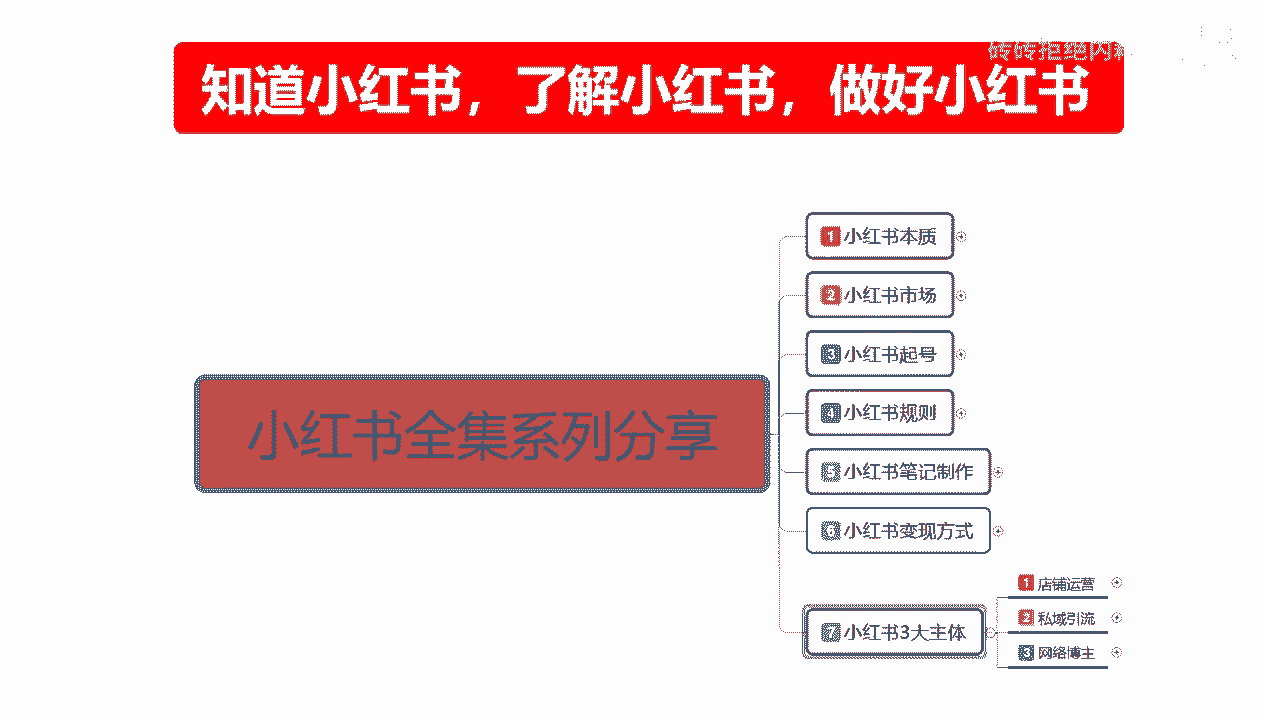 砖砖拒绝内
知道小红书，了解小红书，做好小红书
小红书全集系列分享
1 小红书本质
2 小红书市场
3 小红书起号
4 小红书规则
5 小红书笔记制作
6 小红书变现方式
7 小红书3大主体
1 店铺运营
2 私域引流
3 网络博主